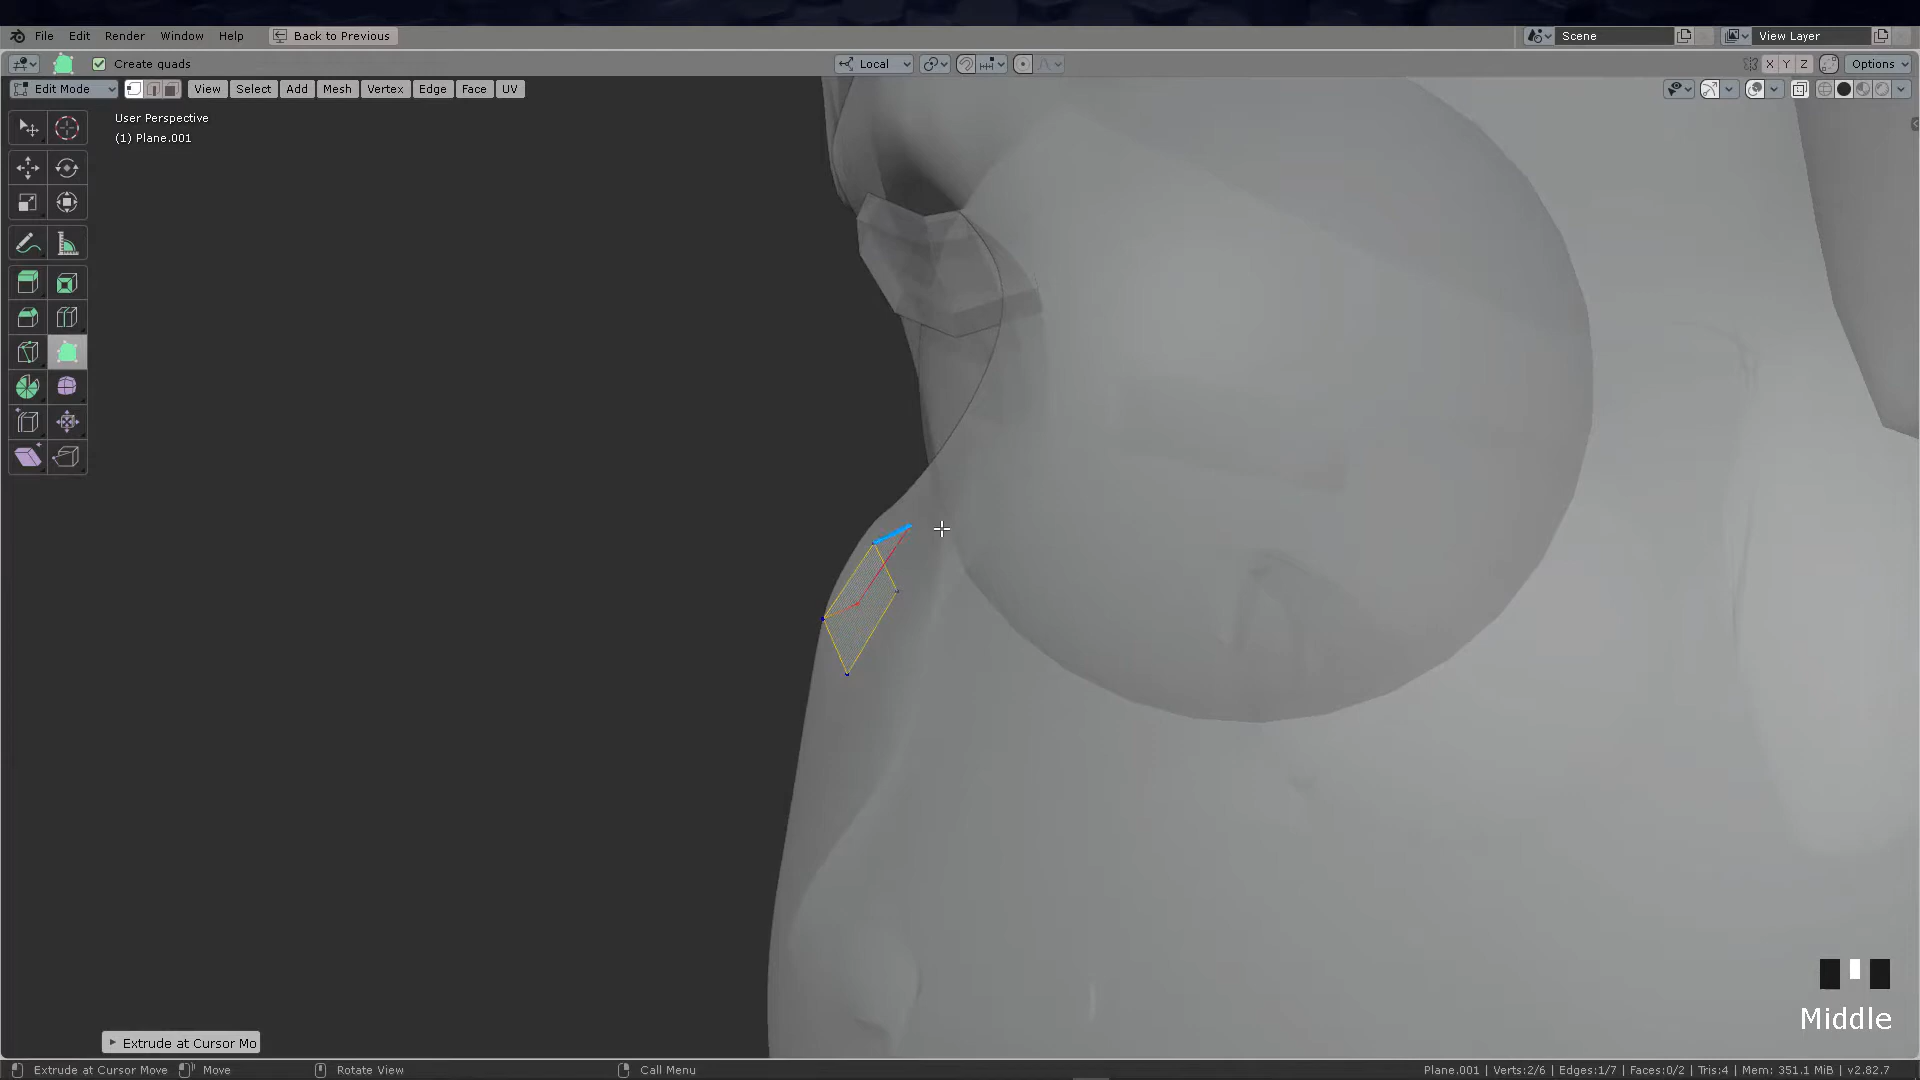 File Edit Render Window Help Back to Previous Scene View Layer
Create quads Local X Y Z Options
Edit Mode View Select Add Mesh Vertex Edge Face UV
User Perspective
(1) Plane.001
Middle
Extrude at Cursor Mo
Extrude at Cursor Move Move Rotate View Call Menu Plane.001 | Verts:2/6 | Edges:1/7 | Faces:0/2 | Tris:4 | Mem: 351.1 MiB | v2.82.7